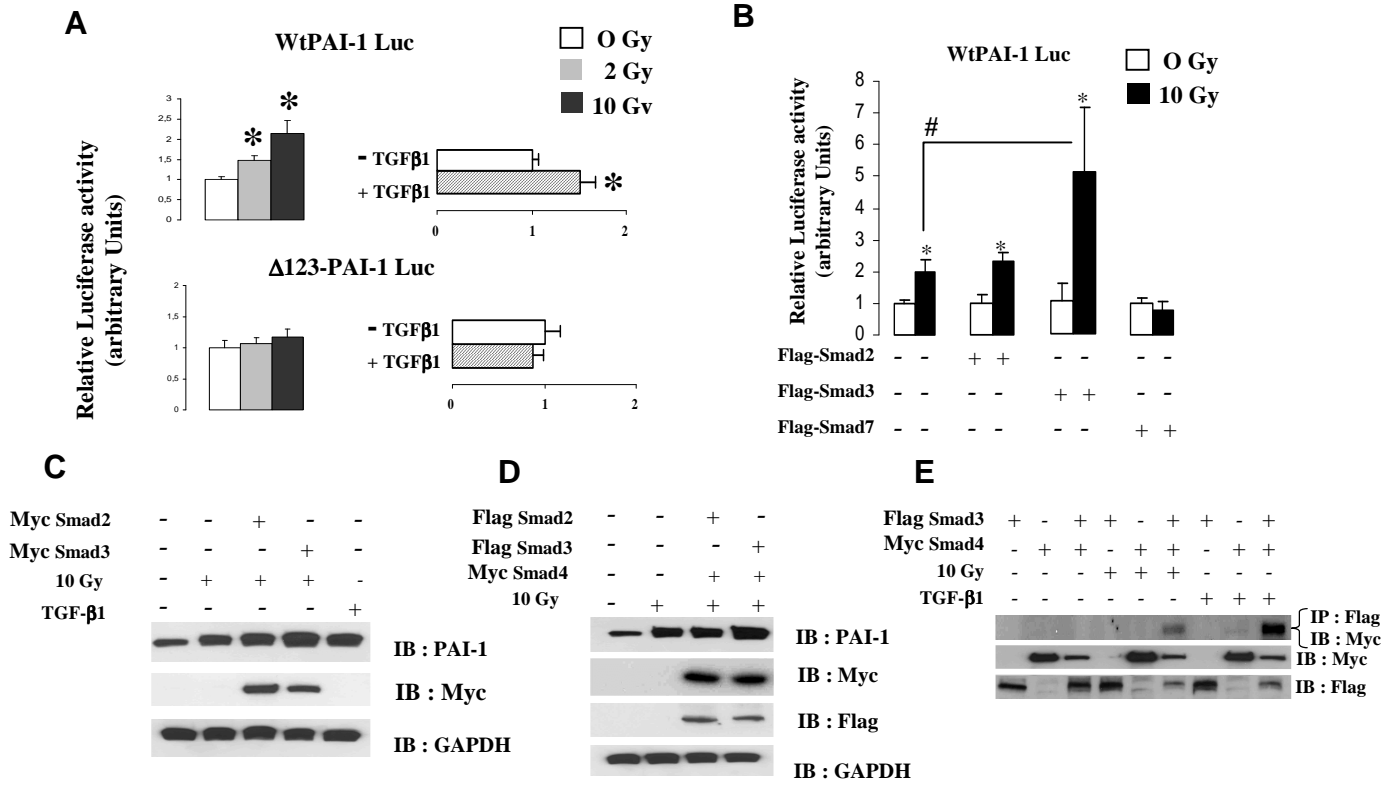 A
WtPAI-1 Luc
O Gy
2 Gy
10 Gv
Relative Luciferase activity
(arbitrary Units)
3
2,5
2
1,5
1
0,5
0
*
*
- TGFβ1
+ TGFβ1
*
0 1 2
Δ123-PAI-1 Luc
2
1,5
1
0,5
0
- TGFβ1
+ TGFβ1
0 1 2
B
WtPAI-1 Luc
O Gy
10 Gy
Relative Luciferase activity
(arbitrary Units)
8
7
6
5
4
3
2
1
0
#
* * *
Flag-Smad2 - - + + - - - -
Flag-Smad3 - - - - + + - -
Flag-Smad7 - - - - - - + +
C
Myc Smad2 - - + - -
Myc Smad3 - - - + -
10 Gy - + + + -
TGF-β1 - - - - +
IB : PAI-1
IB : Myc
IB : GAPDH
D
Flag Smad2 - - + -
Flag Smad3 - - - +
Myc Smad4 - - + +
10 Gy - + + +
IB : PAI-1
IB : Myc
IB : Flag
IB : GAPDH
E
Flag Smad3 + - + + - + + - +
Myc Smad4 - + + - + + - + +
10 Gy - - - + + + - - -
TGF-β1 - - - - - - + + +
IP : Flag
IB : Myc
IB : Myc
IB : Flag